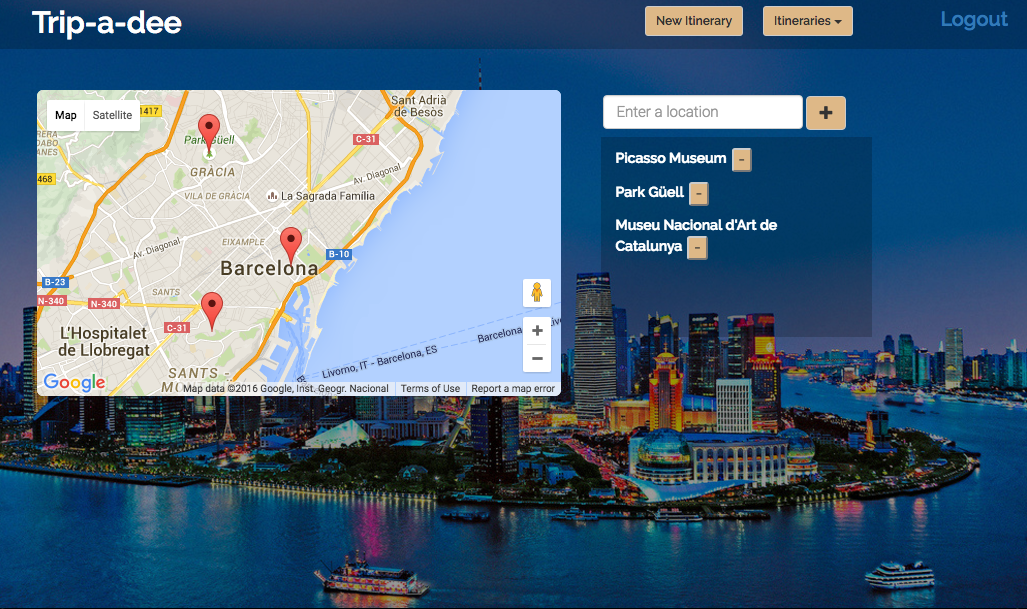 Trip-a-dee
New Itinerary
Itineraries
Logout
Map
Satellite
1417
Sant Adrià
de Besòs
C-31
Park Güell
468
GRÀCIA
Av. Diagonal
VILA DE GRÀCIA
La Sagrada Família
Av. Diagonal
EIXAMPLE
B-10
Barcelona
B-23
SANTS
N-340
N-340
C-31
L'Hospitalet
de Llobregat
Barcelona
Livorno, IT - Barcelona, ES
SANTS -
Google
Map data ©2016 Google, Inst. Geogr. Nacional
Terms of Use
Report a map error
Enter a location
+
Picasso Museum -
Park Güell -
Museu Nacional d'Art de
Catalunya -